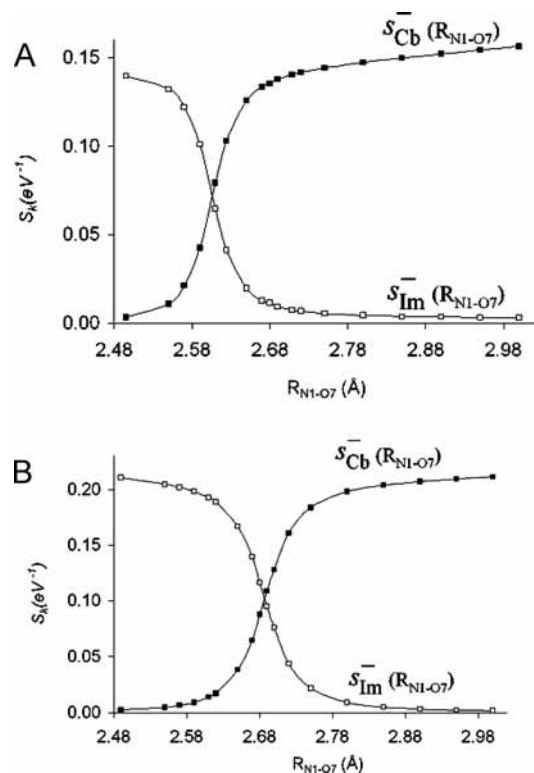 A
s̅Cb (RN1-O7)
0.15
0.10
Sk(eV⁻¹)
0.05
s̅Im (RN1-O7)
0.00
2.48 2.58 2.68 2.78 2.88 2.98
RN1-O7 (Å)
B
s̅Cb (RN1-O7)
0.20
0.15
Sk(eV⁻¹)
0.10
0.05
s̅Im (RN1-O7)
0.00
2.48 2.58 2.68 2.78 2.88 2.98
RN1-O7 (Å)